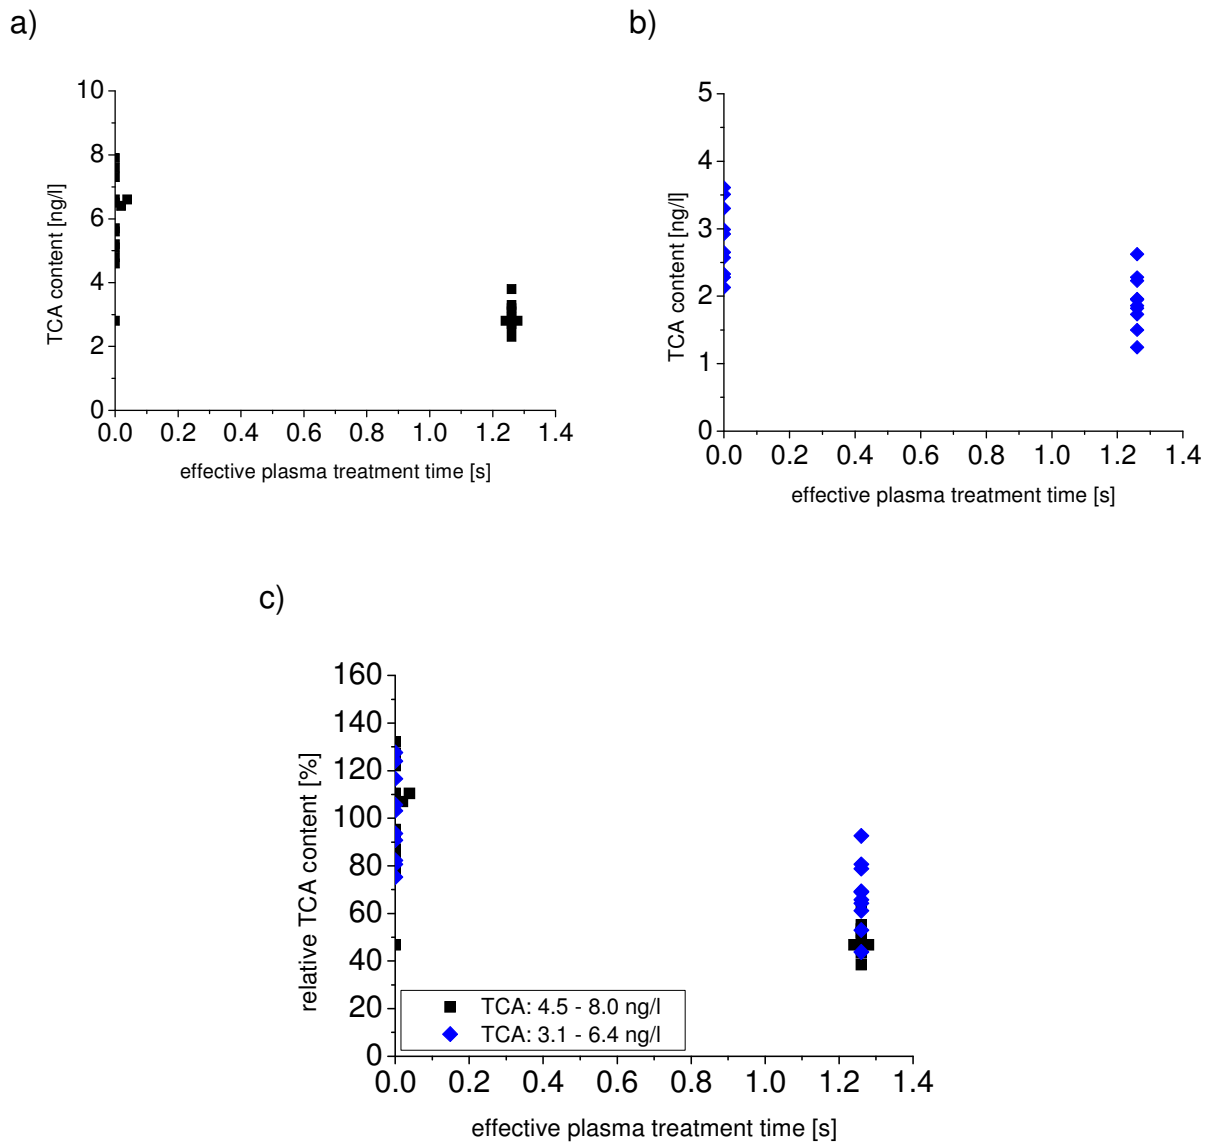 a)
10
8
6
4
2
0
TCA content [ng/l]
0.0 0.2 0.4 0.6 0.8 1.0 1.2 1.4
effective plasma treatment time [s]
b)
5
4
3
2
1
0
TCA content [ng/l]
0.0 0.2 0.4 0.6 0.8 1.0 1.2 1.4
effective plasma treatment time [s]
c)
160
140
120
100
80
60
40
20
0
relative TCA content [%]
TCA: 4.5 - 8.0 ng/l
TCA: 3.1 - 6.4 ng/l
0.0 0.2 0.4 0.6 0.8 1.0 1.2 1.4
effective plasma treatment time [s]